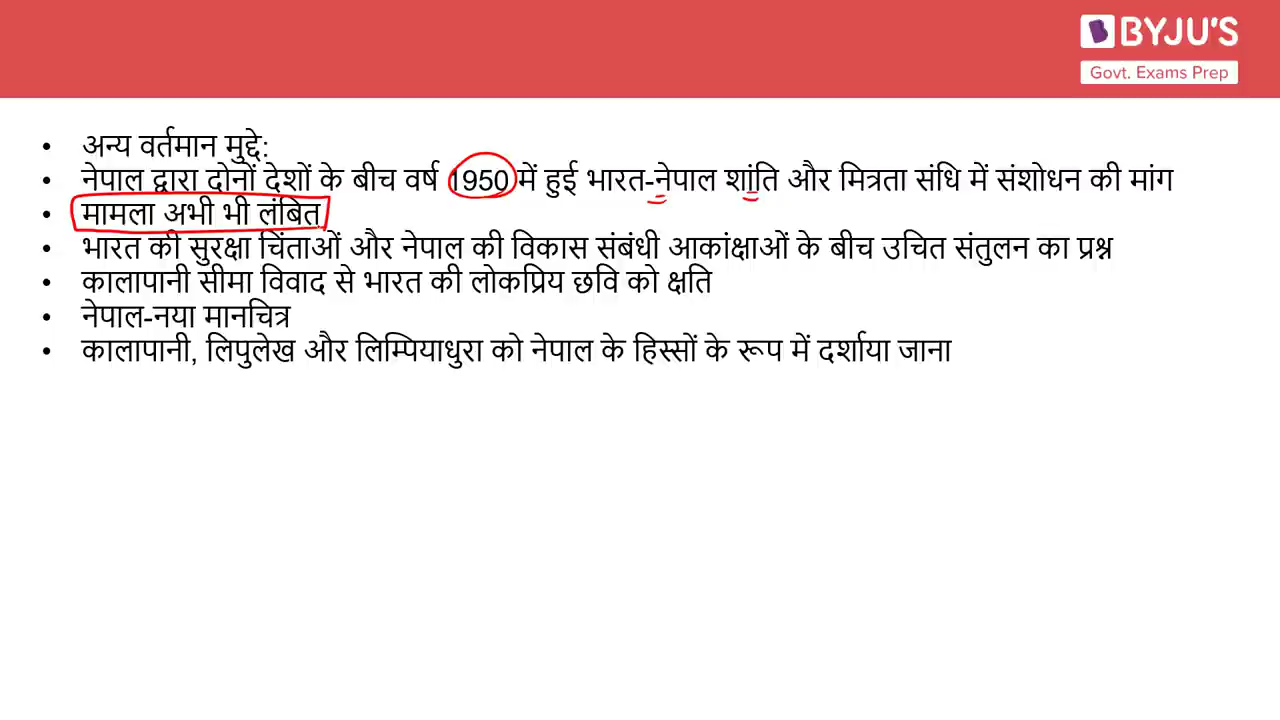 BYJU'S
Govt. Exams Prep
• अन्य वर्तमान मुद्दे:
• नेपाल द्वारा दोनों देशों के बीच वर्ष 1950 में हुई भारत-नेपाल शांति और मित्रता संधि में संशोधन की मांग
• मामला अभी भी लंबित
• भारत की सुरक्षा चिंताओं और नेपाल की विकास संबंधी आकांक्षाओं के बीच उचित संतुलन का प्रश्न
• कालापानी सीमा विवाद से भारत की लोकप्रिय छवि को क्षति
• नेपाल-नया मानचित्र
• कालापानी, लिपुलेख और लिम्पियाधुरा को नेपाल के हिस्सों के रूप में दर्शाया जाना